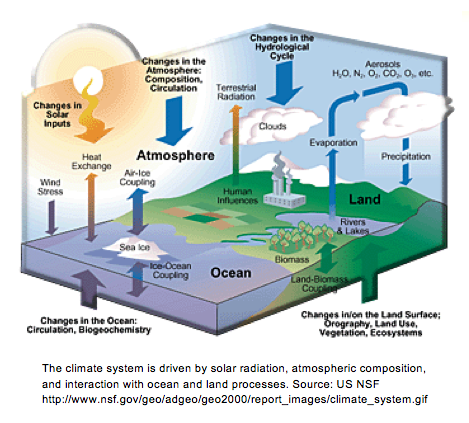 Changes in
the Hydrological
Cycle
Changes in the
Atmosphere:
Composition,
Circulation
Aerosols
H₂O, N₂, O₂, CO₂, O₃, etc.
Terrestrial
Radiation
Changes in
Solar
Inputs
Clouds
Evaporation
Precipitation
Heat
Exchange
Atmosphere
Air-Ice
Coupling
Wind
Stress
Human
Influences
Land
Rivers
& Lakes
Sea Ice
Biomass
Ice-Ocean
Coupling
Ocean
Land-Biomass
Coupling
Changes in the Ocean:
Circulation, Biogeochemistry
Changes in/on the Land Surface;
Orography, Land Use,
Vegetation, Ecosystems
The climate system is driven by solar radiation, atmospheric composition,
and interaction with ocean and land processes. Source: US NSF
http://www.nsf.gov/geo/adgeo/geo2000/report_images/climate_system.gif